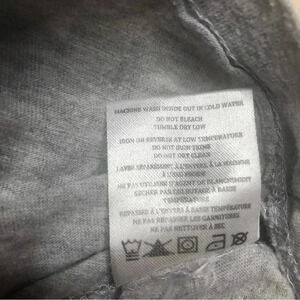 MACHINE WASH INSIDE OUT IN COLD WATER
DO NOT BLEACH
TUMBLE DRY LOW
IRON ON REVERSE AT LOW TEMPERATURE
DO NOT IRON TRIMS
DO NOT DRY CLEAN
LAVER SÉPARÉMENT À L'ENVERS À LA MACHINE
À L'EAU FROIDE
NE PAS UTILISER D'AGENT DE BLANCHIMENT
SÉCHER PAR CULBUTAGE À BASSE
TEMPÉRATURE
REPASSER À L'ENVERS À BASSE TEMPÉRATURE
NE PAS REPASSER LES GARNITURES
NE PAS NETTOYER À SEC